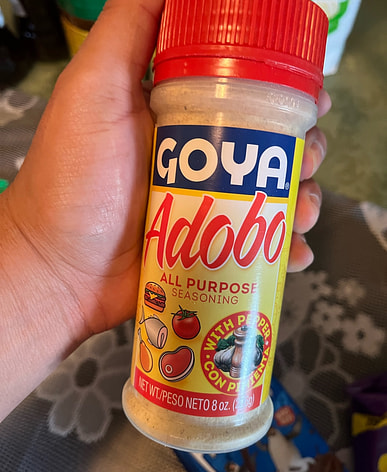 GOYA®
Adobo
ALL PURPOSE
SEASONING
WITH PEPPER
CON PIMIENTA
NET WT./PESO NETO 8 oz.